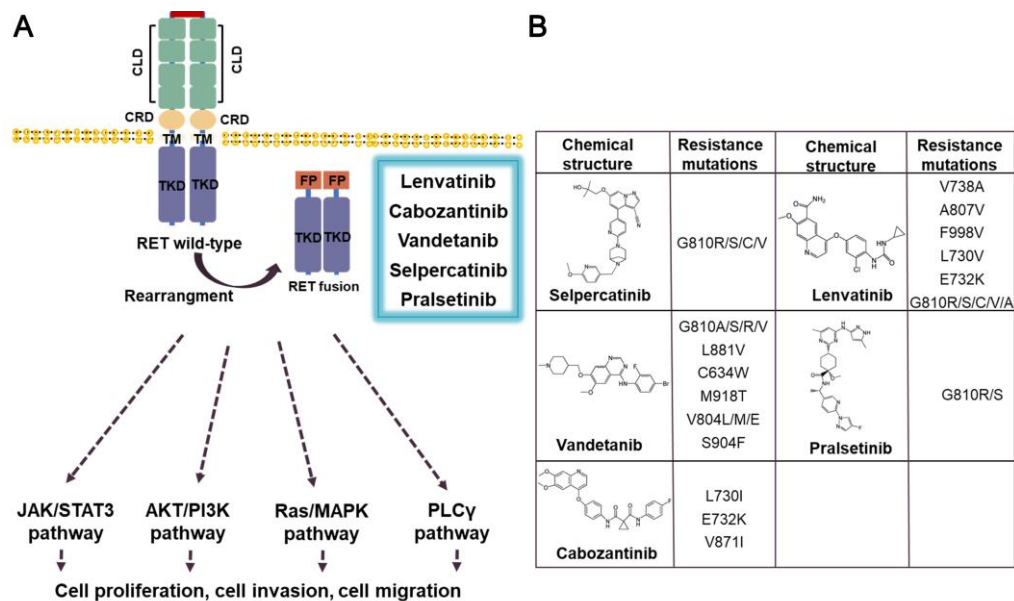 A
CLD
CLD
CRD
CRD
TM
TM
TKD
TKD
RET wild-type
Rearrangment
FP
FP
TKD
TKD
RET fusion
Lenvatinib
Cabozantinib
Vandetanib
Selpercatinib
Pralsetinib
JAK/STAT3
pathway
AKT/PI3K
pathway
Ras/MAPK
pathway
PLCγ
pathway
Cell proliferation, cell invasion, cell migration
B
Chemical
structure
Resistance
mutations
Chemical
structure
Resistance
mutations
Selpercatinib
G810R/S/C/V
Lenvatinib
V738A
A807V
F998V
L730V
E732K
G810R/S/C/V/A
Vandetanib
G810A/S/R/V
L881V
C634W
M918T
V804L/M/E
S904F
Pralsetinib
G810R/S
Cabozantinib
L730I
E732K
V871I